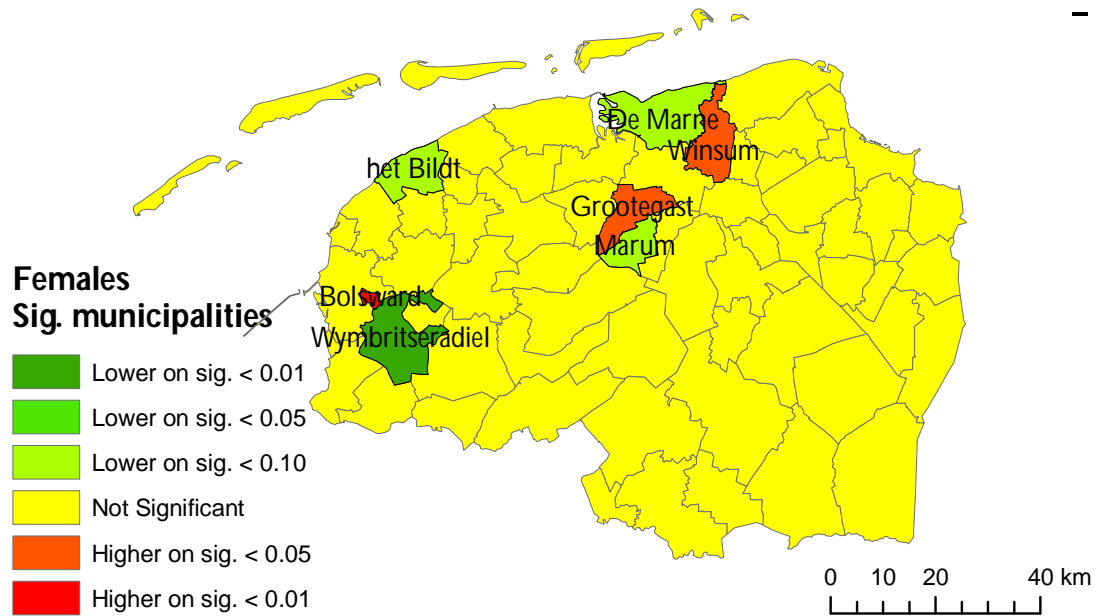 De Marne
Winsum
het Bildt
Grootegast
Marum
Bolsward
Wymbritseradiel
Females
Sig. municipalities
Lower on sig. < 0.01
Lower on sig. < 0.05
Lower on sig. < 0.10
Not Significant
Higher on sig. < 0.05
Higher on sig. < 0.01
0 10 20 40 km